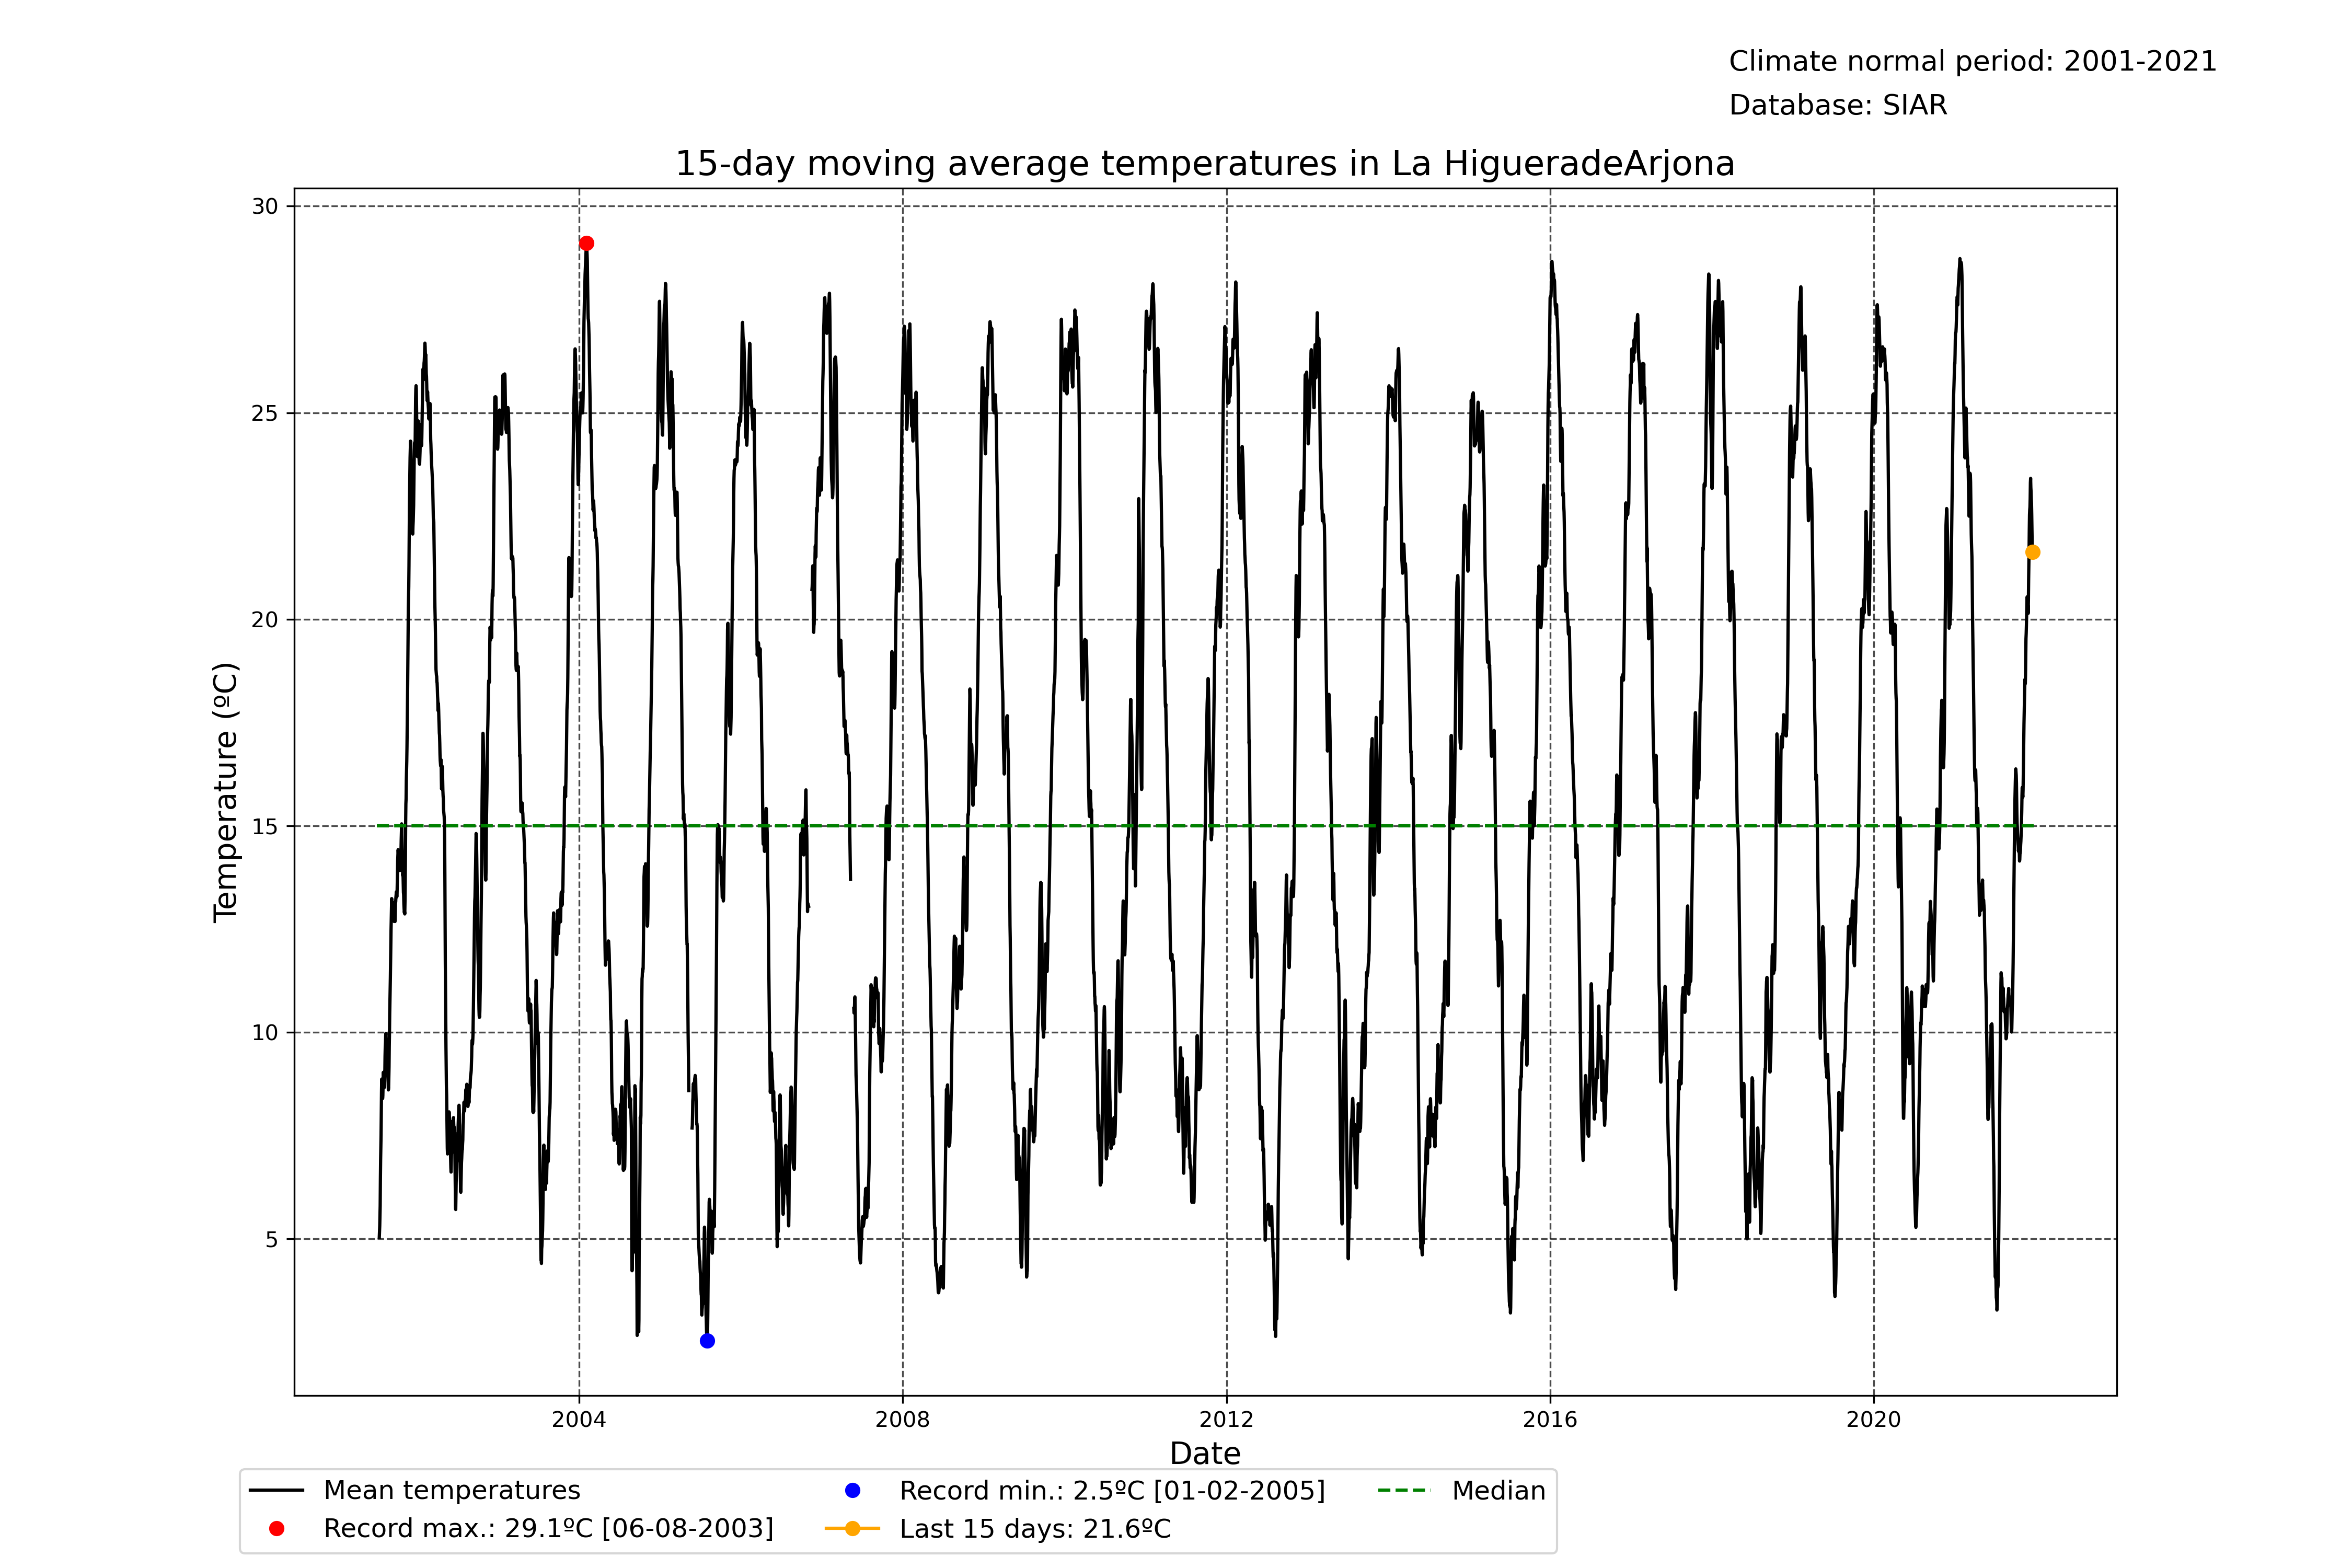 Climate normal period: 2001-2021
Database: SIAR
15-day moving average temperatures in La HigueradeArjona
30
25
20
15
10
5
Temperature (ºC)
2004
2008
2012
2016
2020
Date
Mean temperatures
Record max.: 29.1ºC [06-08-2003]
Record min.: 2.5ºC [01-02-2005]
Last 15 days: 21.6ºC
Median